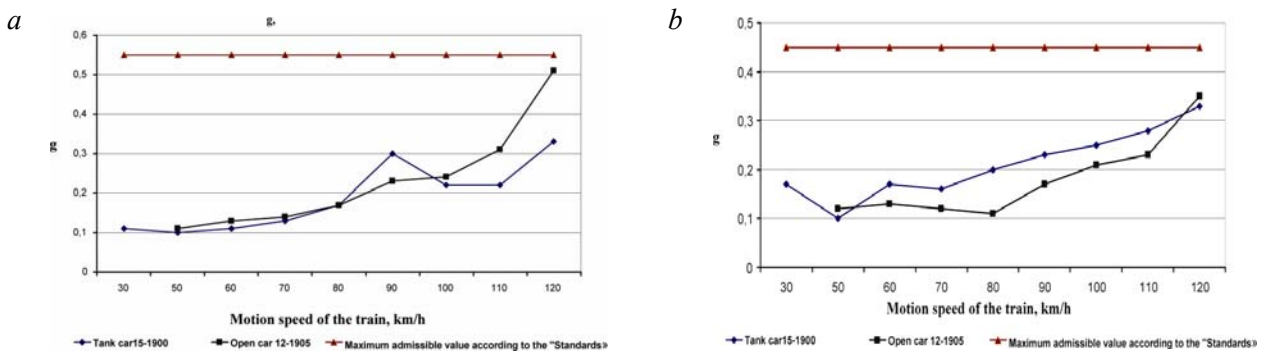 a
g,
0,6
0,5
0,4
0,3
0,2
0,1
0
gg
30 50 60 70 80 90 100 110 120
Motion speed of the train, km/h
Tank car15-1900 Open car 12-1905 Maximum admissible value according to the "Standards»
b
0,5
0,4
0,3
0,2
0,1
0
gg
30 50 60 70 80 90 100 110 120
Motion speed of the train, km/h
Tank car15-1900 Open car 12-1905 Maximum admissible value according to the "Standards»